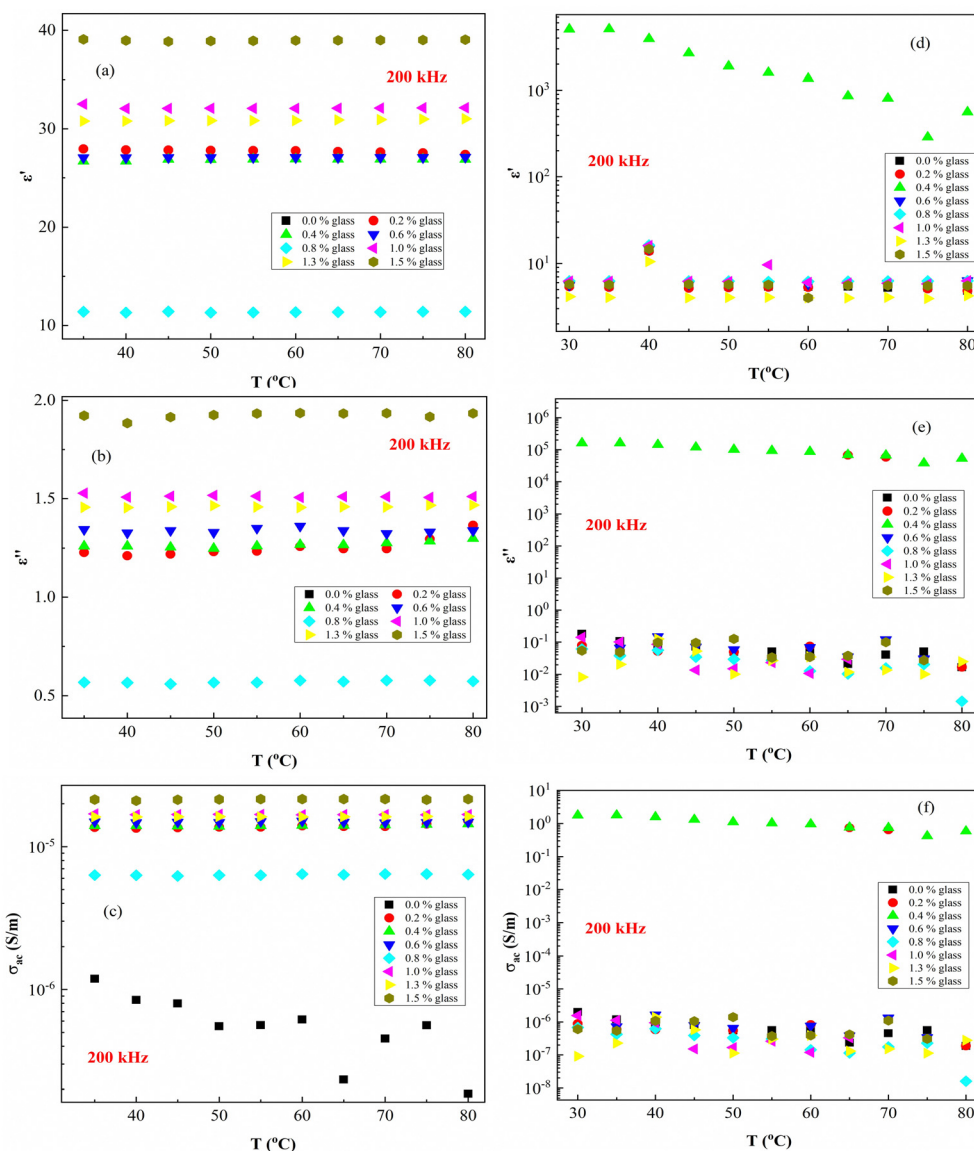 40
(a)
200 kHz
ε'
30
20
10
0.0 % glass 0.2 % glass
0.4 % glass 0.6 % glass
0.8 % glass 1.0 % glass
1.3 % glass 1.5 % glass
40 50 60 70 80
T (°C)
(d)
10³
10²
10¹
ε'
200 kHz
0.0 % glass
0.2 % glass
0.4 % glass
0.6 % glass
0.8 % glass
1.0 % glass
1.3 % glass
1.5 % glass
30 40 50 60 70 80
T(°C)
2.0
1.5
1.0
0.5
ε''
(b)
200 kHz
0.0 % glass 0.2 % glass
0.4 % glass 0.6 % glass
0.8 % glass 1.0 % glass
1.3 % glass 1.5 % glass
40 50 60 70 80
T (°C)
10⁶
10⁵
10⁴
10³
10²
10¹
10⁰
10⁻¹
10⁻²
10⁻³
ε''
(e)
200 kHz
0.0 % glass
0.2 % glass
0.4 % glass
0.6 % glass
0.8 % glass
1.0 % glass
1.3 % glass
1.5 % glass
30 40 50 60 70 80
T (°C)
10⁻⁵
10⁻⁶
σac (S/m)
(c)
200 kHz
0.0 % glass
0.2 % glass
0.4 % glass
0.6 % glass
0.8 % glass
1.0 % glass
1.3 % glass
1.5 % glass
40 50 60 70 80
T (°C)
10¹
10⁰
10⁻¹
10⁻²
10⁻³
10⁻⁴
10⁻⁵
10⁻⁶
10⁻⁷
10⁻⁸
σac (S/m)
(f)
200 kHz
0.0 % glass
0.2 % glass
0.4 % glass
0.6 % glass
0.8 % glass
1.0 % glass
1.3 % glass
1.5 % glass
30 40 50 60 70 80
T (°C)